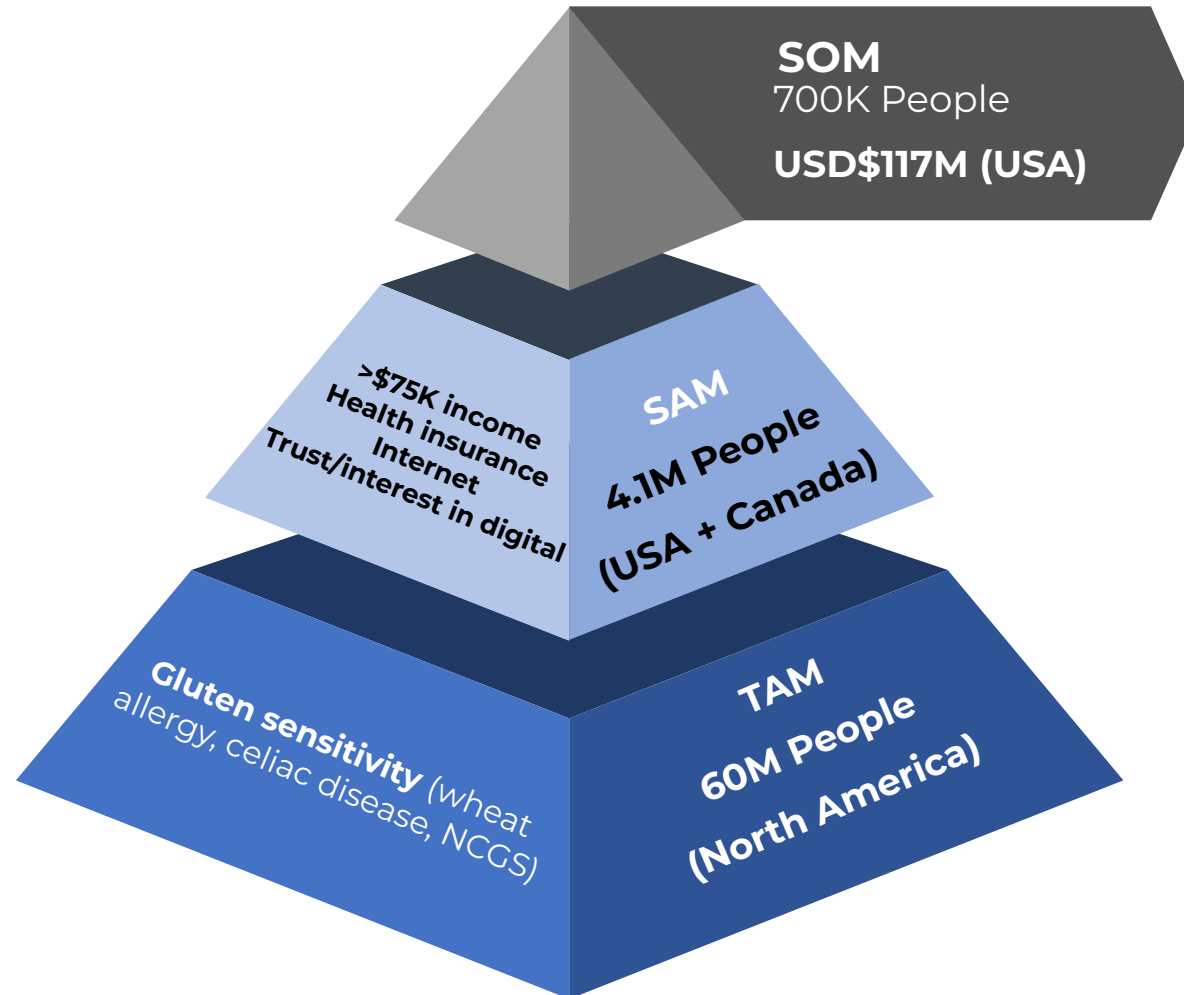 SOM
700K People
USD$117M (USA)
>$75K income
Health insurance
Internet
Trust/interest in digital
SAM
4.1M People
(USA + Canada)
Gluten sensitivity (wheat
allergy, celiac disease, NCGS)
TAM
60M People
(North America)